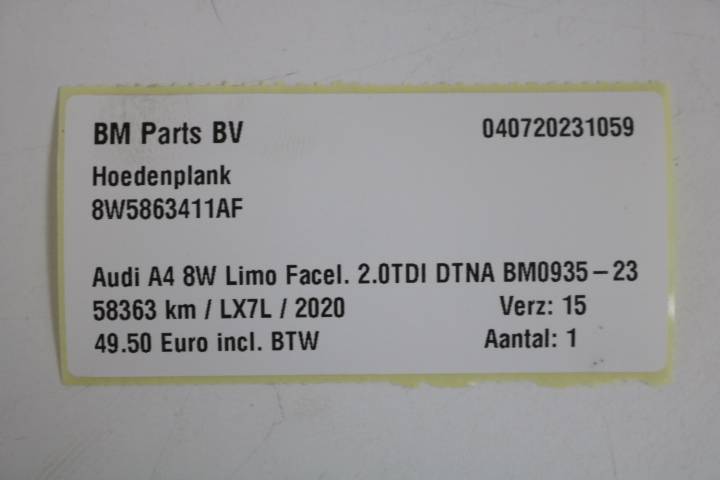 BM Parts BV 040720231059
Hoedenplank
8W5863411AF
Audi A4 8W Limo Facel. 2.0TDI DTNA BM0935-23
58363 km / LX7L / 2020 Verz: 15
49.50 Euro incl. BTW Aantal: 1